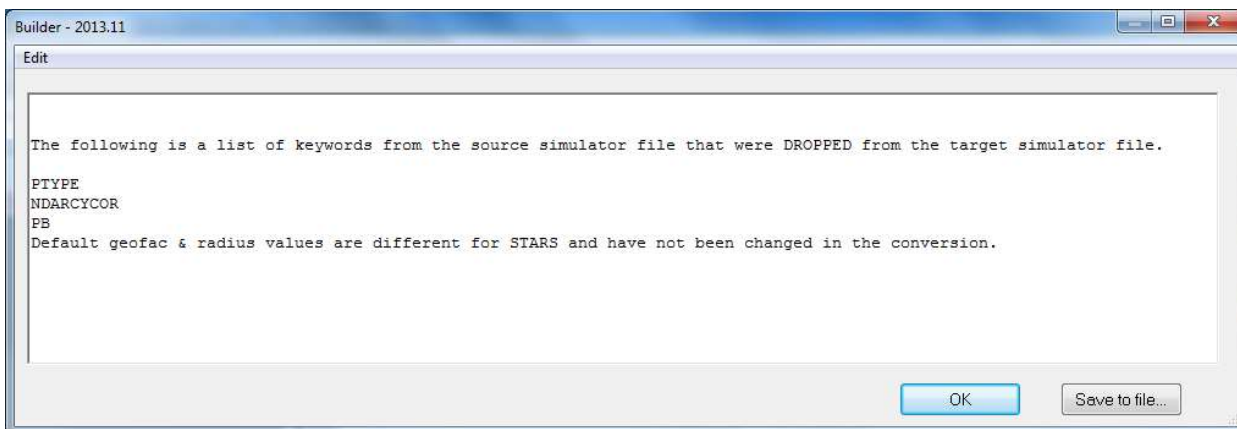 Builder - 2013.11
Edit
The following is a list of keywords from the source simulator file that were DROPPED from the target simulator file.
PTYPE
NDARCYCOR
PB
Default geofac & radius values are different for STARS and have not been changed in the conversion.
OK
Save to file...